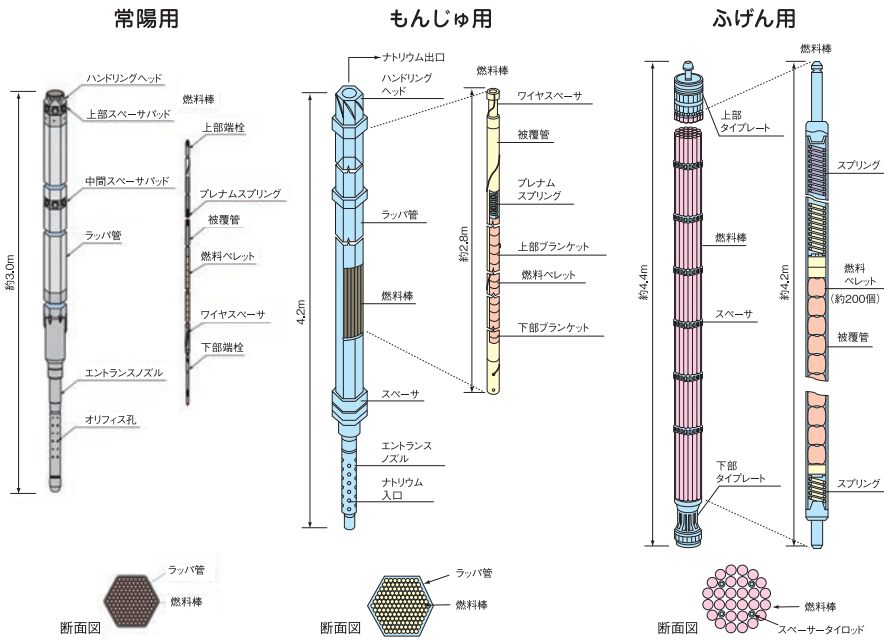 常陽用
ハンドリングヘッド
上部スペーサパッド
中間スペーサパッド
ラッパ管
約3.0m
エントランスノズル
オリフィス孔
燃料棒
上部端栓
プレナムスプリング
被覆管
燃料ペレット
ワイヤスペーサ
下部端栓
ラッパ管
燃料棒
断面図
もんじゅ用
ナトリウム出口
ハンドリング
ヘッド
ラッパ管
4.2m
燃料棒
スペーサ
エントランス
ノズル
ナトリウム
入口
燃料棒
ワイヤスペーサ
被覆管
プレナム
スプリング
約2.8m
上部ブランケット
燃料ペレット
下部ブランケット
ラッパ管
燃料棒
断面図
ふげん用
上部
タイプレート
約4.4m
燃料棒
スペーサ
下部
タイプレート
燃料棒
スプリング
約4.2m
燃料
ペレット
(約200個)
被覆管
スプリング
燃料棒
スペーサータイロッド
断面図